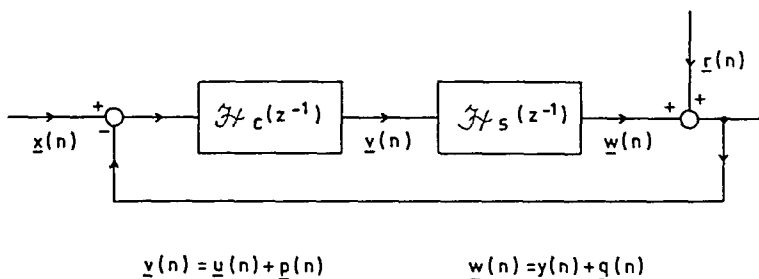 r(n)
+
+ +
-
ℋc(z⁻¹)
ℋs(z⁻¹)
x(n)
v(n)
w(n)
v(n) = u(n) + p(n)
w(n) = y(n) + q(n)